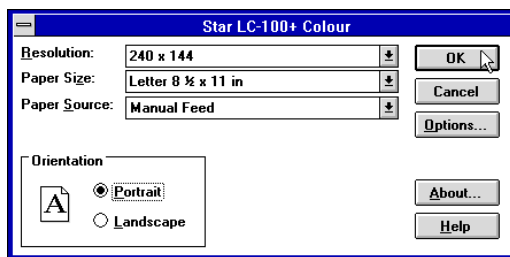 Star LC-100+ Colour
Resolution: 240 x 144 OK
Paper Size: Letter 8 ½ x 11 in Cancel
Paper Source: Manual Feed Options...
Orientation
A Portrait About...
Landscape Help